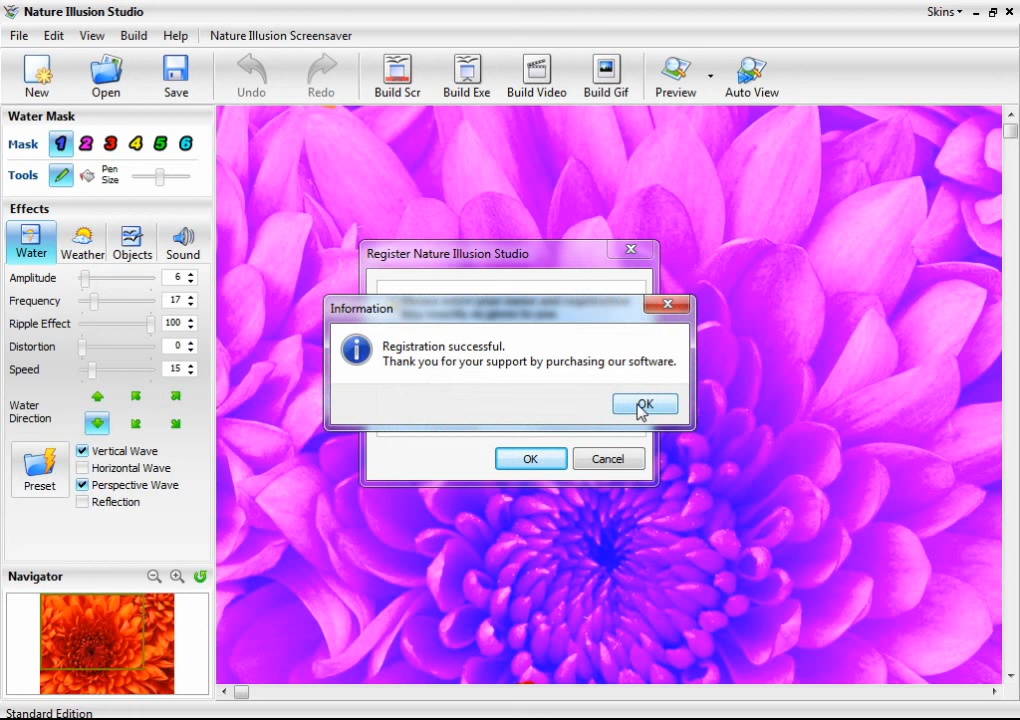 Nature Illusion Studio
Skins
File Edit View Build Help Nature Illusion Screensaver
New Open Save Undo Redo Build Scr Build Exe Build Video Build Gif Preview Auto View
Water Mask
Mask 1 2 3 4 5 6
Tools Pen Size
Effects
Water Weather Objects Sound
Amplitude 6
Frequency 17
Ripple Effect 100
Distortion 0
Speed 15
Water Direction
Preset
Vertical Wave
Horizontal Wave
Perspective Wave
Reflection
Register Nature Illusion Studio
Information
Registration successful.
Thank you for your support by purchasing our software.
OK
OK Cancel
Navigator
Standard Edition